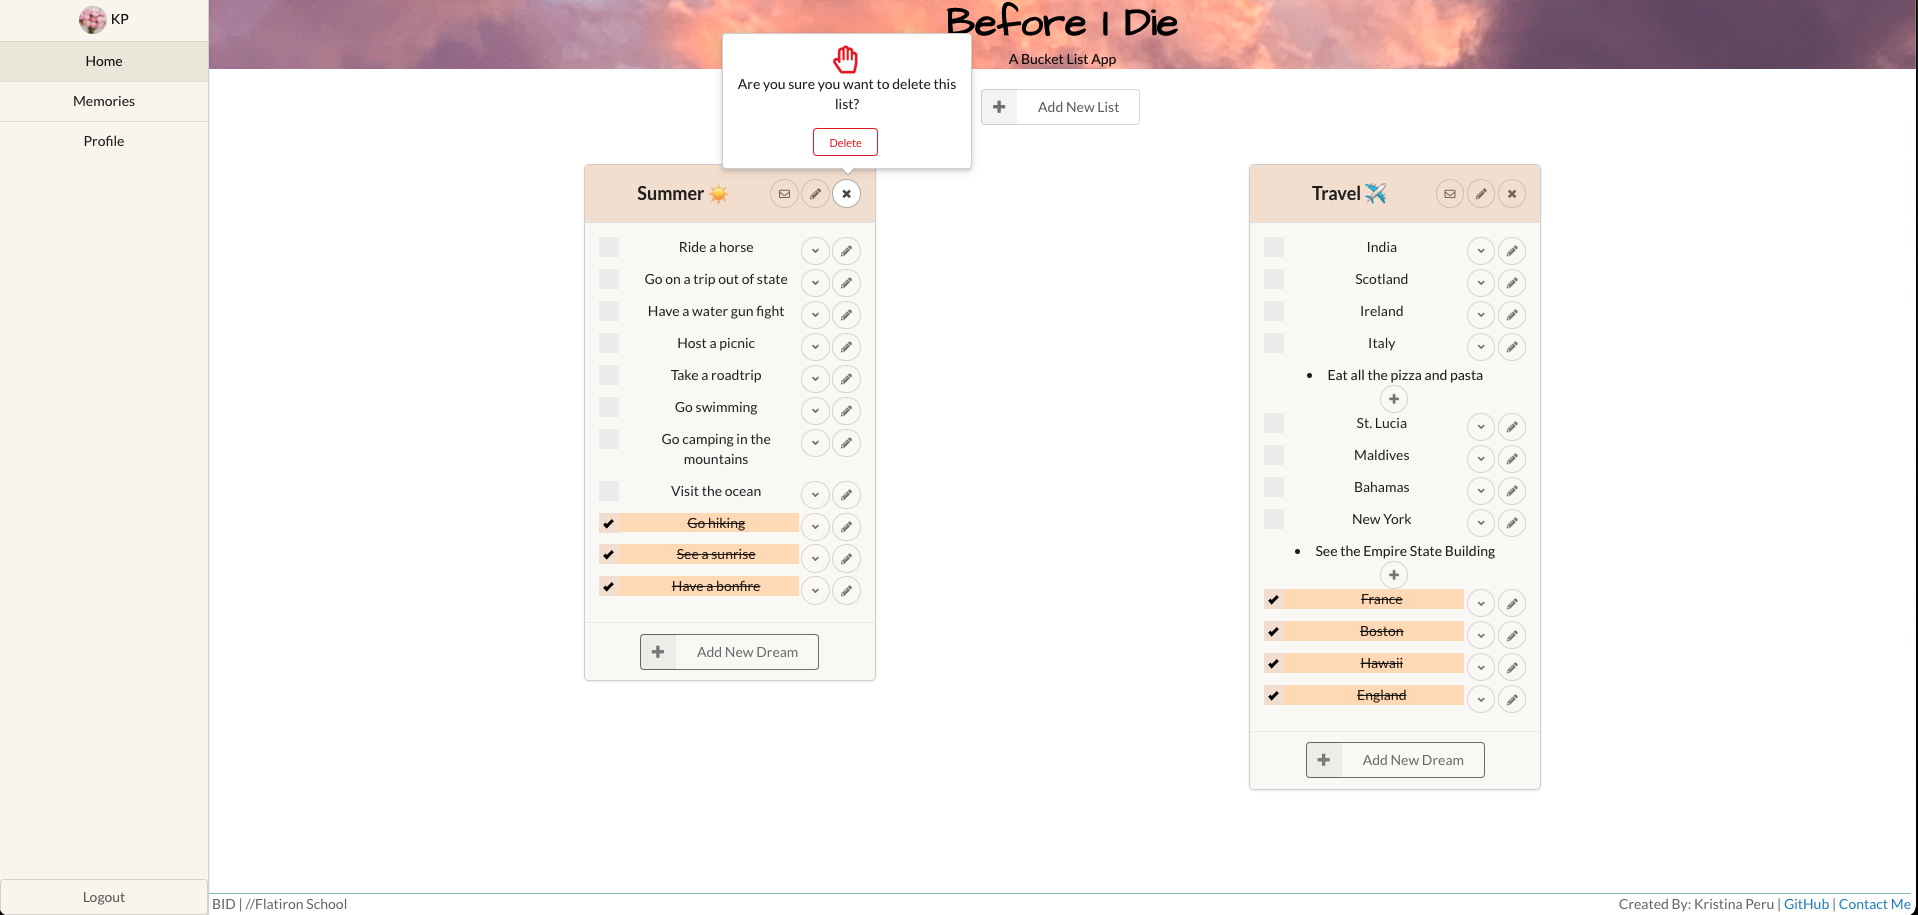 KP
Home
Memories
Profile
Logout
Before I Die
A Bucket List App
Are you sure you want to delete this
list?
Delete
Add New List
Summer
Ride a horse
Go on a trip out of state
Have a water gun fight
Host a picnic
Take a roadtrip
Go swimming
Go camping in the
mountains
Visit the ocean
Go hiking
See a sunrise
Have a bonfire
Add New Dream
Travel
India
Scotland
Ireland
Italy
• Eat all the pizza and pasta
St. Lucia
Maldives
Bahamas
New York
• See the Empire State Building
France
Boston
Hawaii
England
Add New Dream
BID | //Flatiron School
Created By: Kristina Peru | GitHub | Contact Me